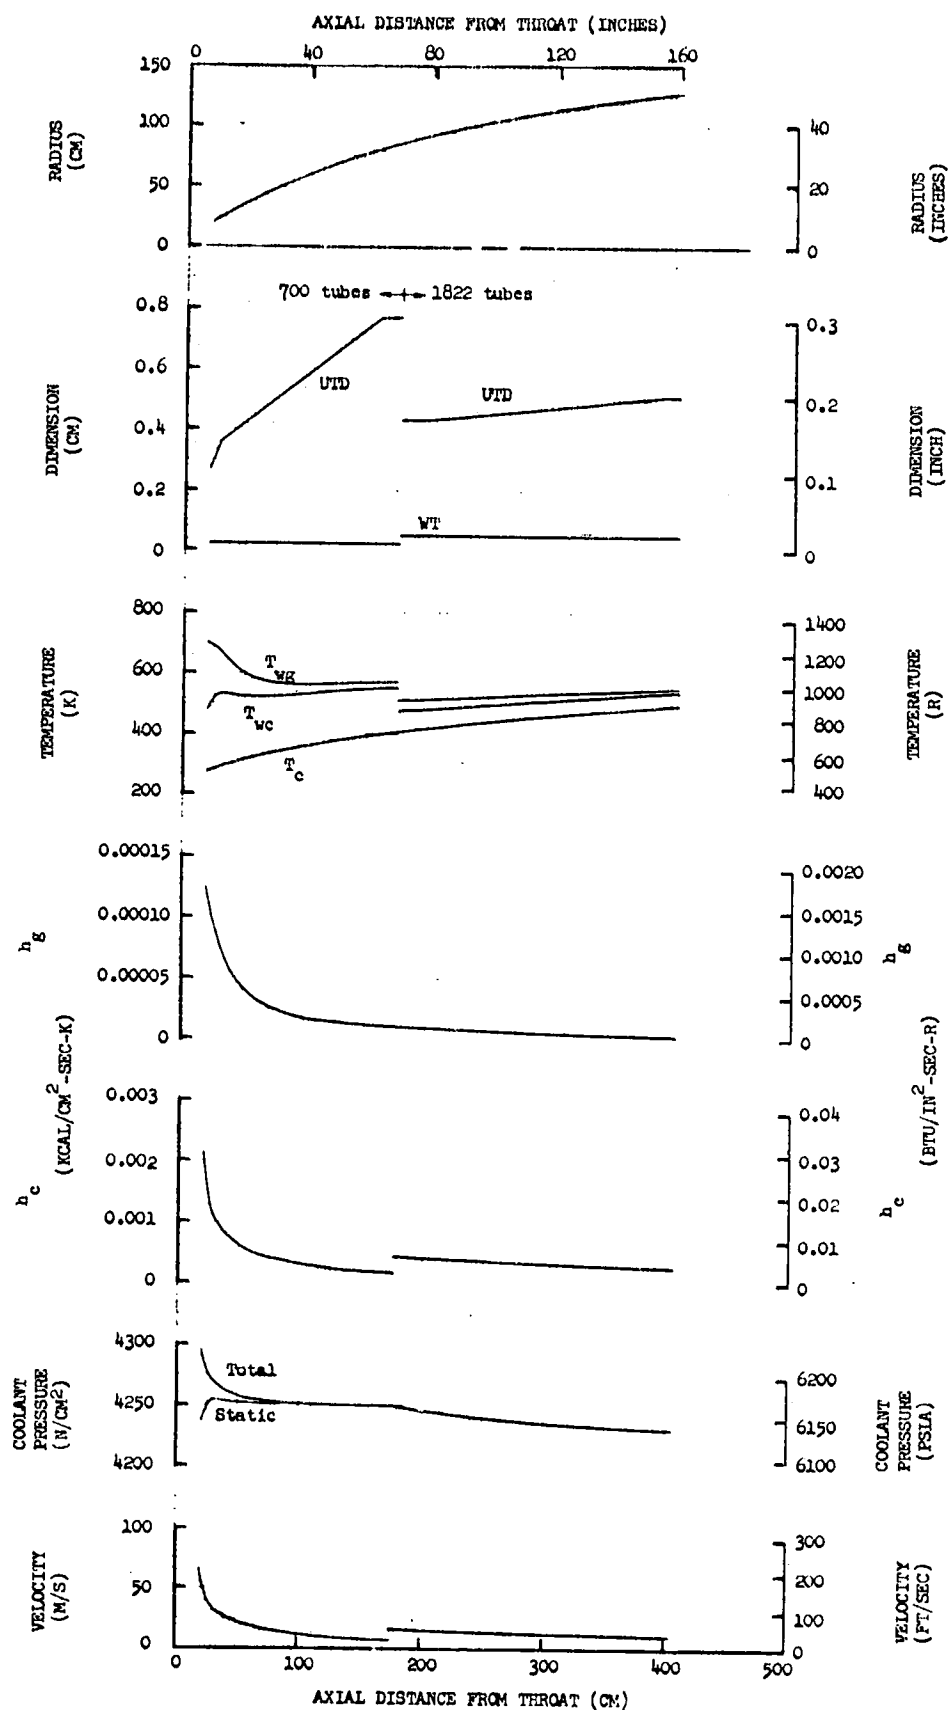 AXIAL DISTANCE FROM THROAT (INCHES)
0 40 80 120 160
150
100
50
0
RADIUS
(CM)
40
20
0
RADIUS
(INCHES)
700 tubes 1822 tubes
0.8
0.6
0.4
0.2
0
DIMENSION
(CM)
UTD
UTD
WT
0.3
0.2
0.1
0
DIMENSION
(INCH)
800
600
400
200
TEMPERATURE
(K)
T_wg
T_wc
T_c
1400
1200
1000
800
600
400
TEMPERATURE
(R)
0.00015
0.00010
0.00005
0
h_g
0.0020
0.0015
0.0010
0.0005
0
h_g
(KCAL/CM²-SEC-K)
(BTU/IN²-SEC-R)
0.003
0.002
0.001
0
h_c
0.04
0.03
0.02
0.01
0
h_c
4300
4250
4200
COOLANT
PRESSURE
(N/CM²)
Total
Static
6200
6150
6100
COOLANT
PRESSURE
(PSIA)
100
50
0
VELOCITY
(M/S)
300
200
100
0
VELOCITY
(FT/SEC)
0 100 200 300 400 500
AXIAL DISTANCE FROM THROAT (CM)